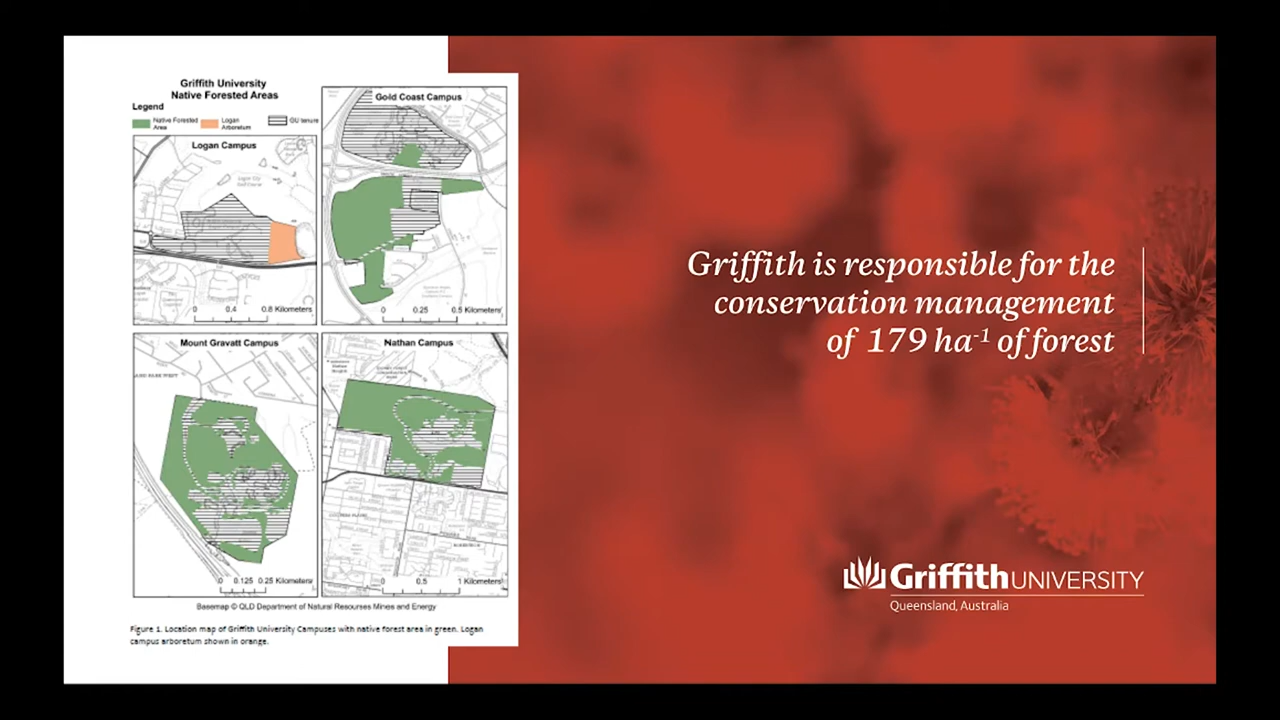 Griffith University
Native Forested Areas
Legend
Native Forested Area
Logan Arboretum
GU tenure
Logan Campus
Logan City Golf Course
0 0.4 0.8 Kilometers
Gold Coast Campus
0 0.25 0.5 Kilometers
Mount Gravatt Campus
0 0.125 0.25 Kilometers
Nathan Campus
0 0.5 1 Kilometers
Basemap © QLD Department of Natural Resourses Mines and Energy
Figure 1. Location map of Griffith University Campuses with native forest area in green. Logan
campus arboretum shown in orange.
Griffith is responsible for the
conservation management
of 179 ha-1 of forest
Griffith UNIVERSITY
Queensland, Australia